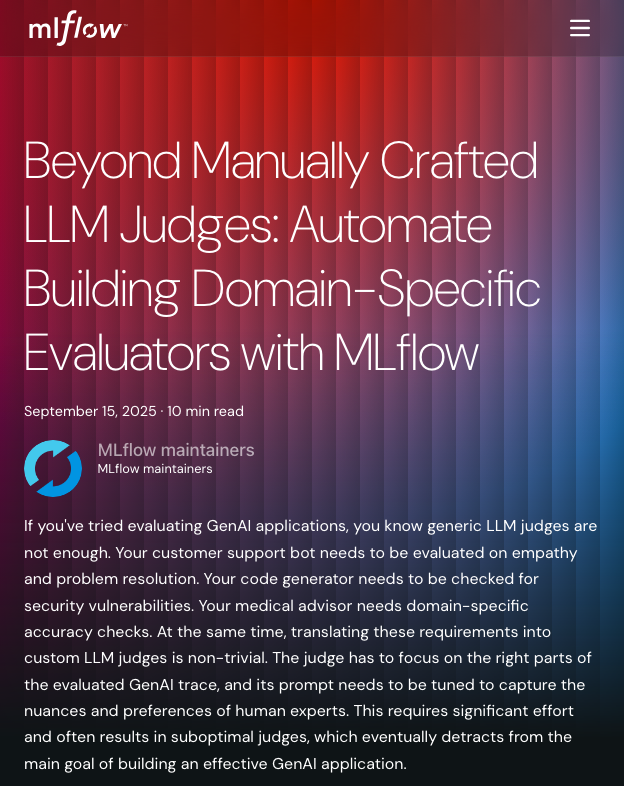 mlflow™
Beyond Manually Crafted
LLM Judges: Automate
Building Domain-Specific
Evaluators with MLflow
September 15, 2025 · 10 min read
MLflow maintainers
MLflow maintainers
If you've tried evaluating GenAI applications, you know generic LLM judges are
not enough. Your customer support bot needs to be evaluated on empathy
and problem resolution. Your code generator needs to be checked for
security vulnerabilities. Your medical advisor needs domain-specific
accuracy checks. At the same time, translating these requirements into
custom LLM judges is non-trivial. The judge has to focus on the right parts of
the evaluated GenAI trace, and its prompt needs to be tuned to capture the
nuances and preferences of human experts. This requires significant effort
and often results in suboptimal judges, which eventually detracts from the
main goal of building an effective GenAI application.